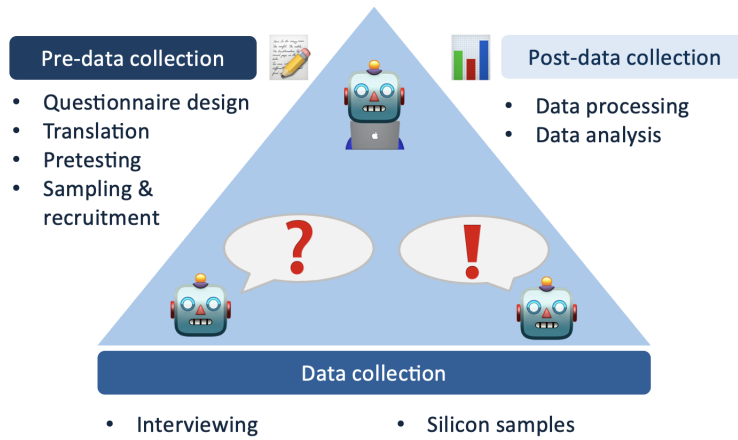 Pre-data collection
• Questionnaire design
• Translation
• Pretesting
• Sampling &
recruitment
Post-data collection
• Data processing
• Data analysis
?
!
Data collection
• Interviewing
• Silicon samples